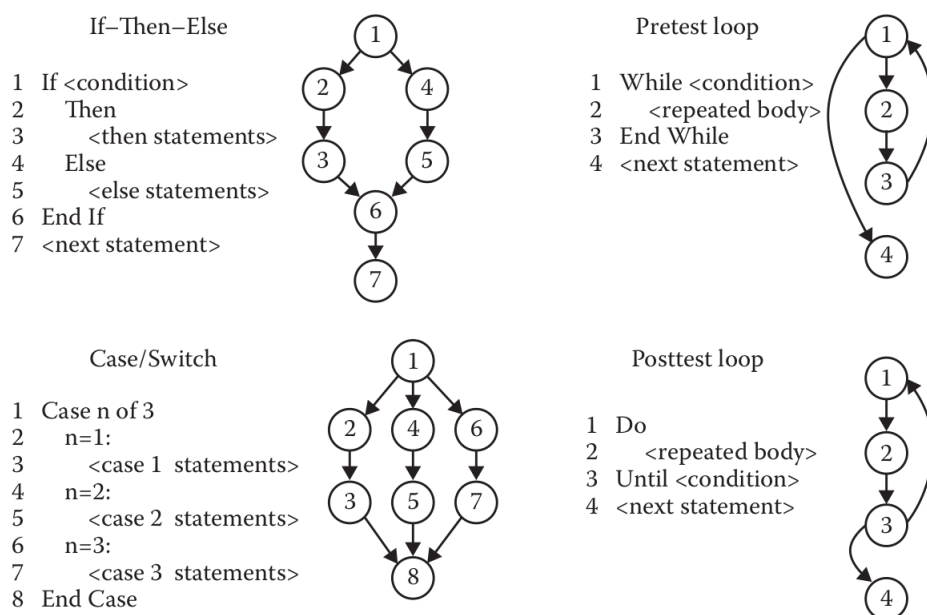 If–Then–Else
1 If <condition>
2 Then
3 <then statements>
4 Else
5 <else statements>
6 End If
7 <next statement>
1
2
4
3
5
6
7
Pretest loop
1 While <condition>
2 <repeated body>
3 End While
4 <next statement>
1
2
3
4
Case/Switch
1 Case n of 3
2 n=1:
3 <case 1 statements>
4 n=2:
5 <case 2 statements>
6 n=3:
7 <case 3 statements>
8 End Case
1
2
4
6
3
5
7
8
Posttest loop
1 Do
2 <repeated body>
3 Until <condition>
4 <next statement>
1
2
3
4